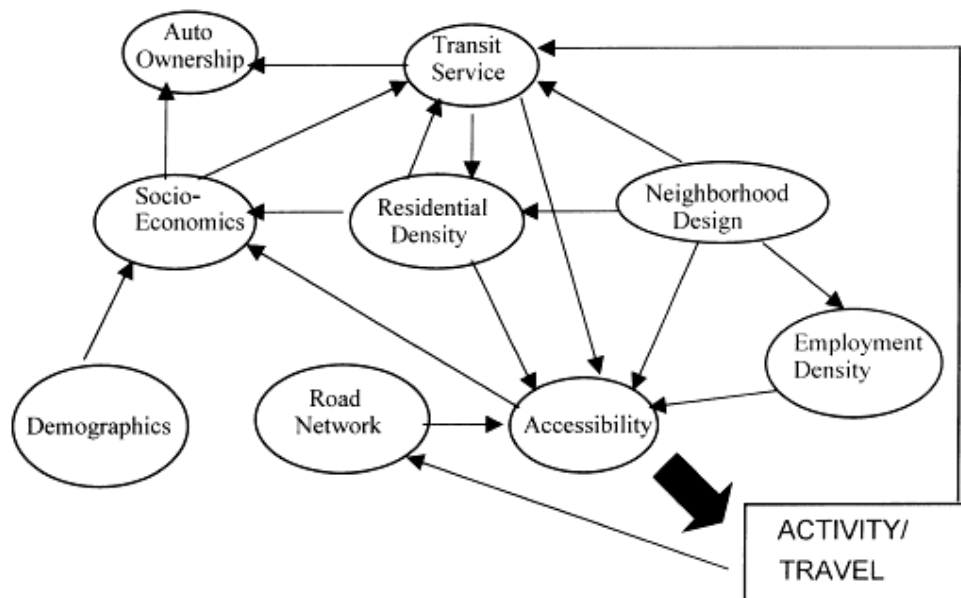 Auto
Ownership
Transit
Service
Socio-
Economics
Residential
Density
Neighborhood
Design
Employment
Density
Demographics
Road
Network
Accessibility
ACTIVITY/
TRAVEL